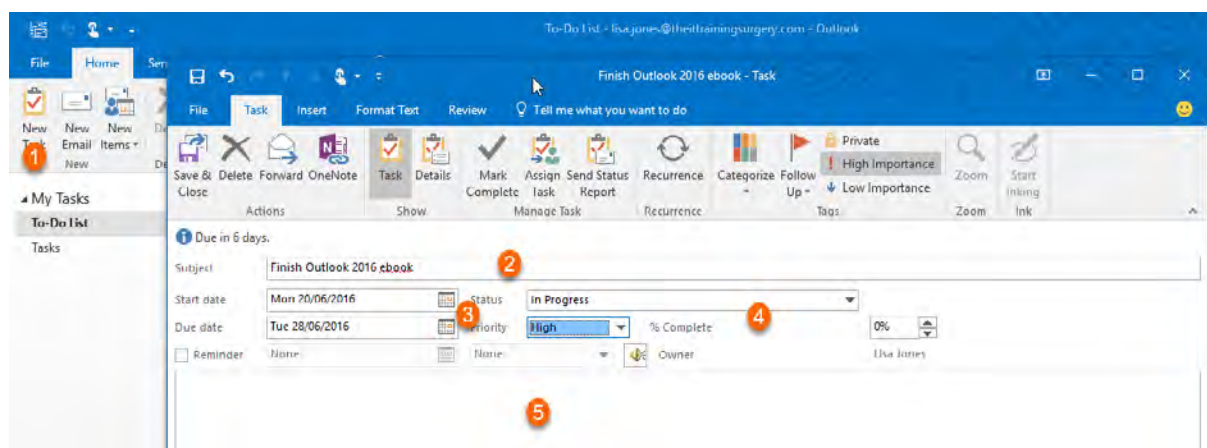 To-Do List - lisa.jones@theittrainingsurgery.com - Outlook
File Home Sen
Finish Outlook 2016 ebook - Task
File Task Insert Format Text Review Tell me what you want to do
New Task
New Email
New Items
New
De
Save & Close
Delete
Forward
OneNote
Task
Details
Mark Complete
Assign Task
Send Status Report
Recurrence
Categorize
Follow Up
Private
High Importance
Low Importance
Zoom
Start Inking
Actions Show Manage Task Recurrence Tags Zoom Ink
1
My Tasks
To-Do List
Tasks
Due in 6 days.
Subject Finish Outlook 2016 ebook 2
Start date Mon 20/06/2016 Status In Progress
3 4
Due date Tue 28/06/2016 Priority High % Complete 0%
Reminder None None Owner Lisa Jones
5